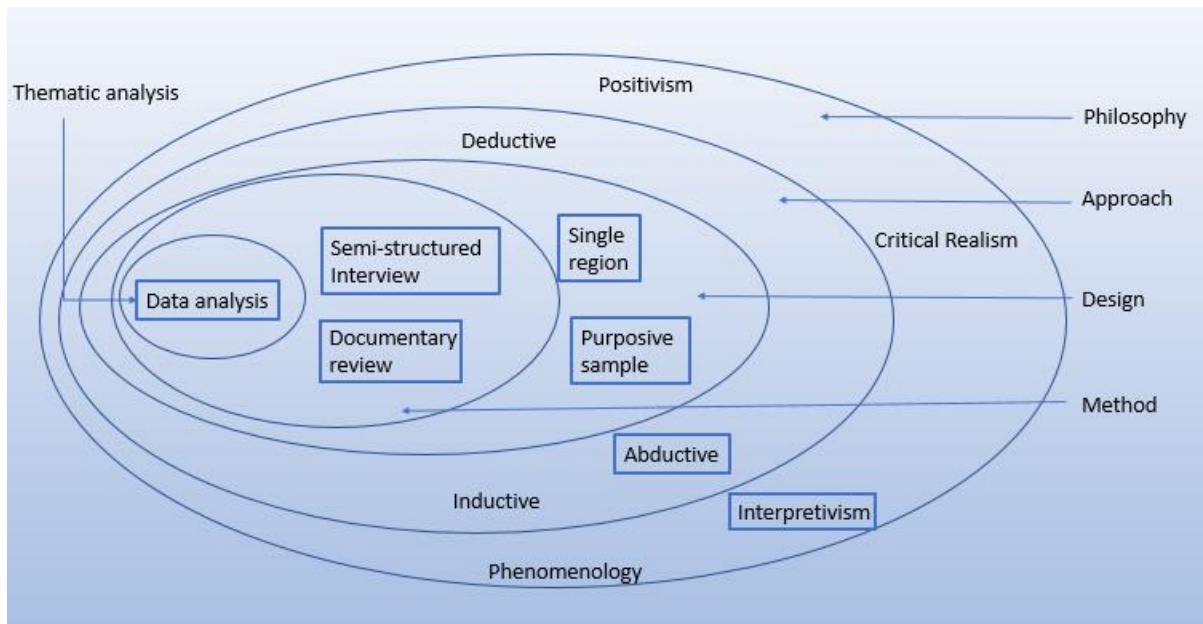 Positivism
Thematic analysis
Philosophy
Deductive
Approach
Single
region
Semi-structured
Interview
Critical Realism
Data analysis
Design
Documentary
review
Purposive
sample
Method
Abductive
Inductive
Interpretivism
Phenomenology